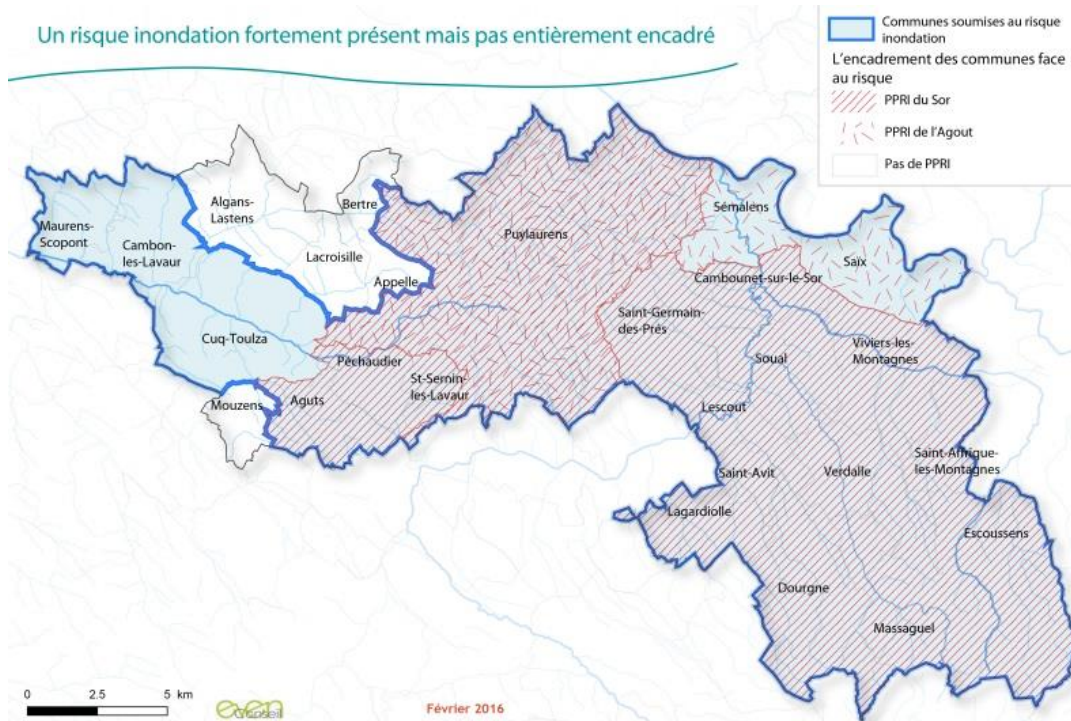 Un risque inondation fortement présent mais pas entièrement encadré
Communes soumises au risque
inondation
L'encadrement des communes face
au risque
PPRI du Sor
PPRI de l'Agout
Pas de PPRI
Algans-
Lastens
Bertre
Maurens-
Scopont
Cambon-
les-Lavaur
Lacroisille
Appelle
Puylaurens
Sémalens
Saïx
Cambounet-sur-le-Sor
Cuq-Toulza
Péchaudier
Saint-Germain-
des-Prés
Soual
Viviers-les-
Montagnes
Mouzens
Aguts
St-Sernin-
les-Lavaur
Lescout
Saint-Avit
Verdalle
Saint-Affrique-
les-Montagnes
Lagardiolle
Escoussens
Dourgne
Massaguel
0 2.5 5 km
even
Conseil
Février 2016